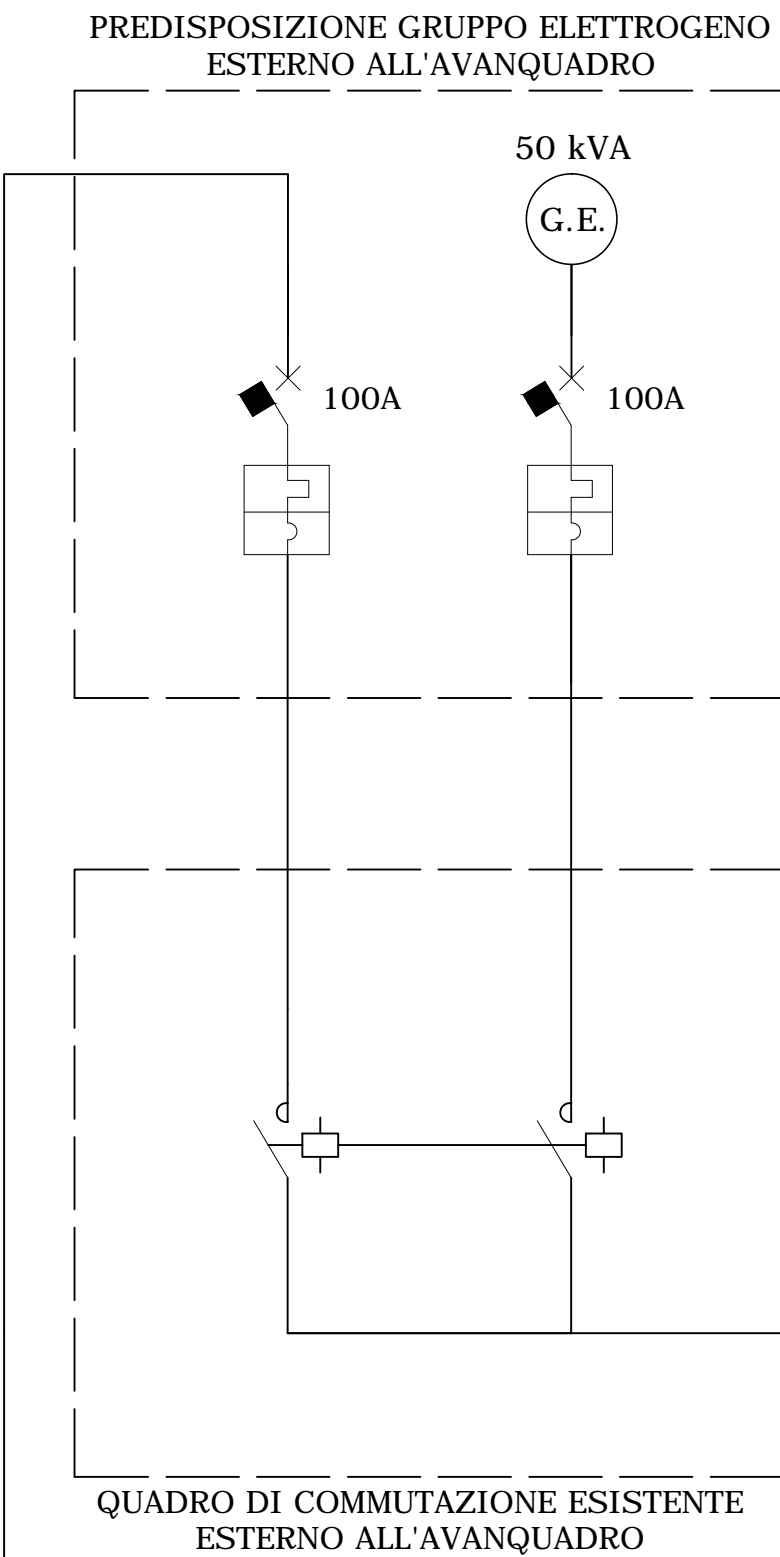 PREDISPOSIZIONE GRUPPO ELETTROGENO
ESTERNO ALL'AVANQUADRO
50 kVA
G.E.
100A
100A
QUADRO DI COMMUTAZIONE ESISTENTE
ESTERNO ALL'AVANQUADRO